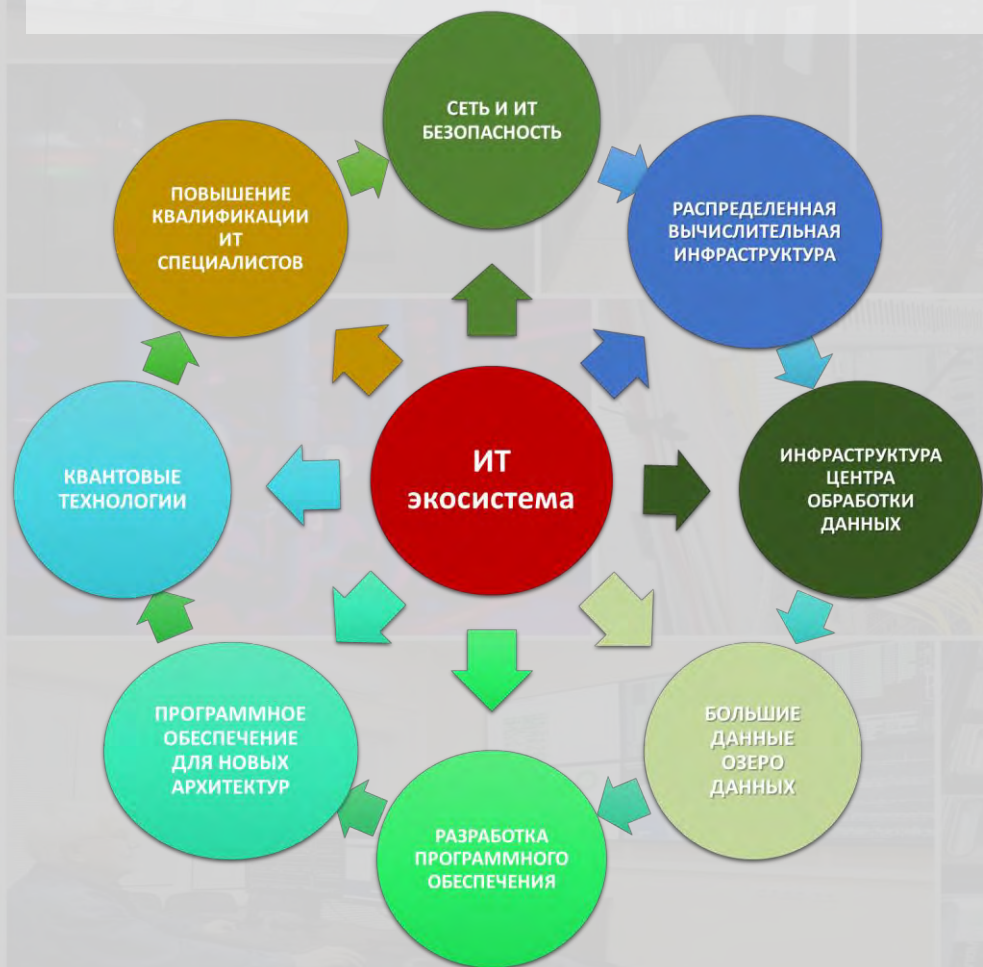 СЕТЬ И ИТ
БЕЗОПАСНОСТЬ
РАСПРЕДЕЛЕННАЯ
ВЫЧИСЛИТЕЛЬНАЯ
ИНФРАСТРУКТУРА
ИНФРАСТРУКТУРА
ЦЕНТРА
ОБРАБОТКИ
ДАННЫХ
БОЛЬШИЕ
ДАННЫЕ
ОЗЕРО
ДАННЫХ
РАЗРАБОТКА
ПРОГРАММНОГО
ОБЕСПЕЧЕНИЯ
ПРОГРАММНОЕ
ОБЕСПЕЧЕНИЕ
ДЛЯ НОВЫХ
АРХИТЕКТУР
КВАНТОВЫЕ
ТЕХНОЛОГИИ
ПОВЫШЕНИЕ
КВАЛИФИКАЦИИ
ИТ
СПЕЦИАЛИСТОВ
ИТ
экосистема